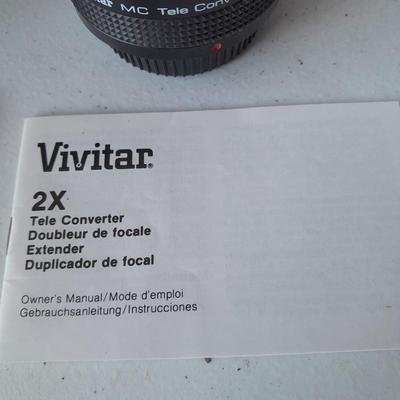 MC Tele
Vivitar®
2X
Tele Converter
Doubleur de focale
Extender
Duplicador de focal
Owner's Manual/Mode d'emploi
Gebrauchsanleitung/Instrucciones